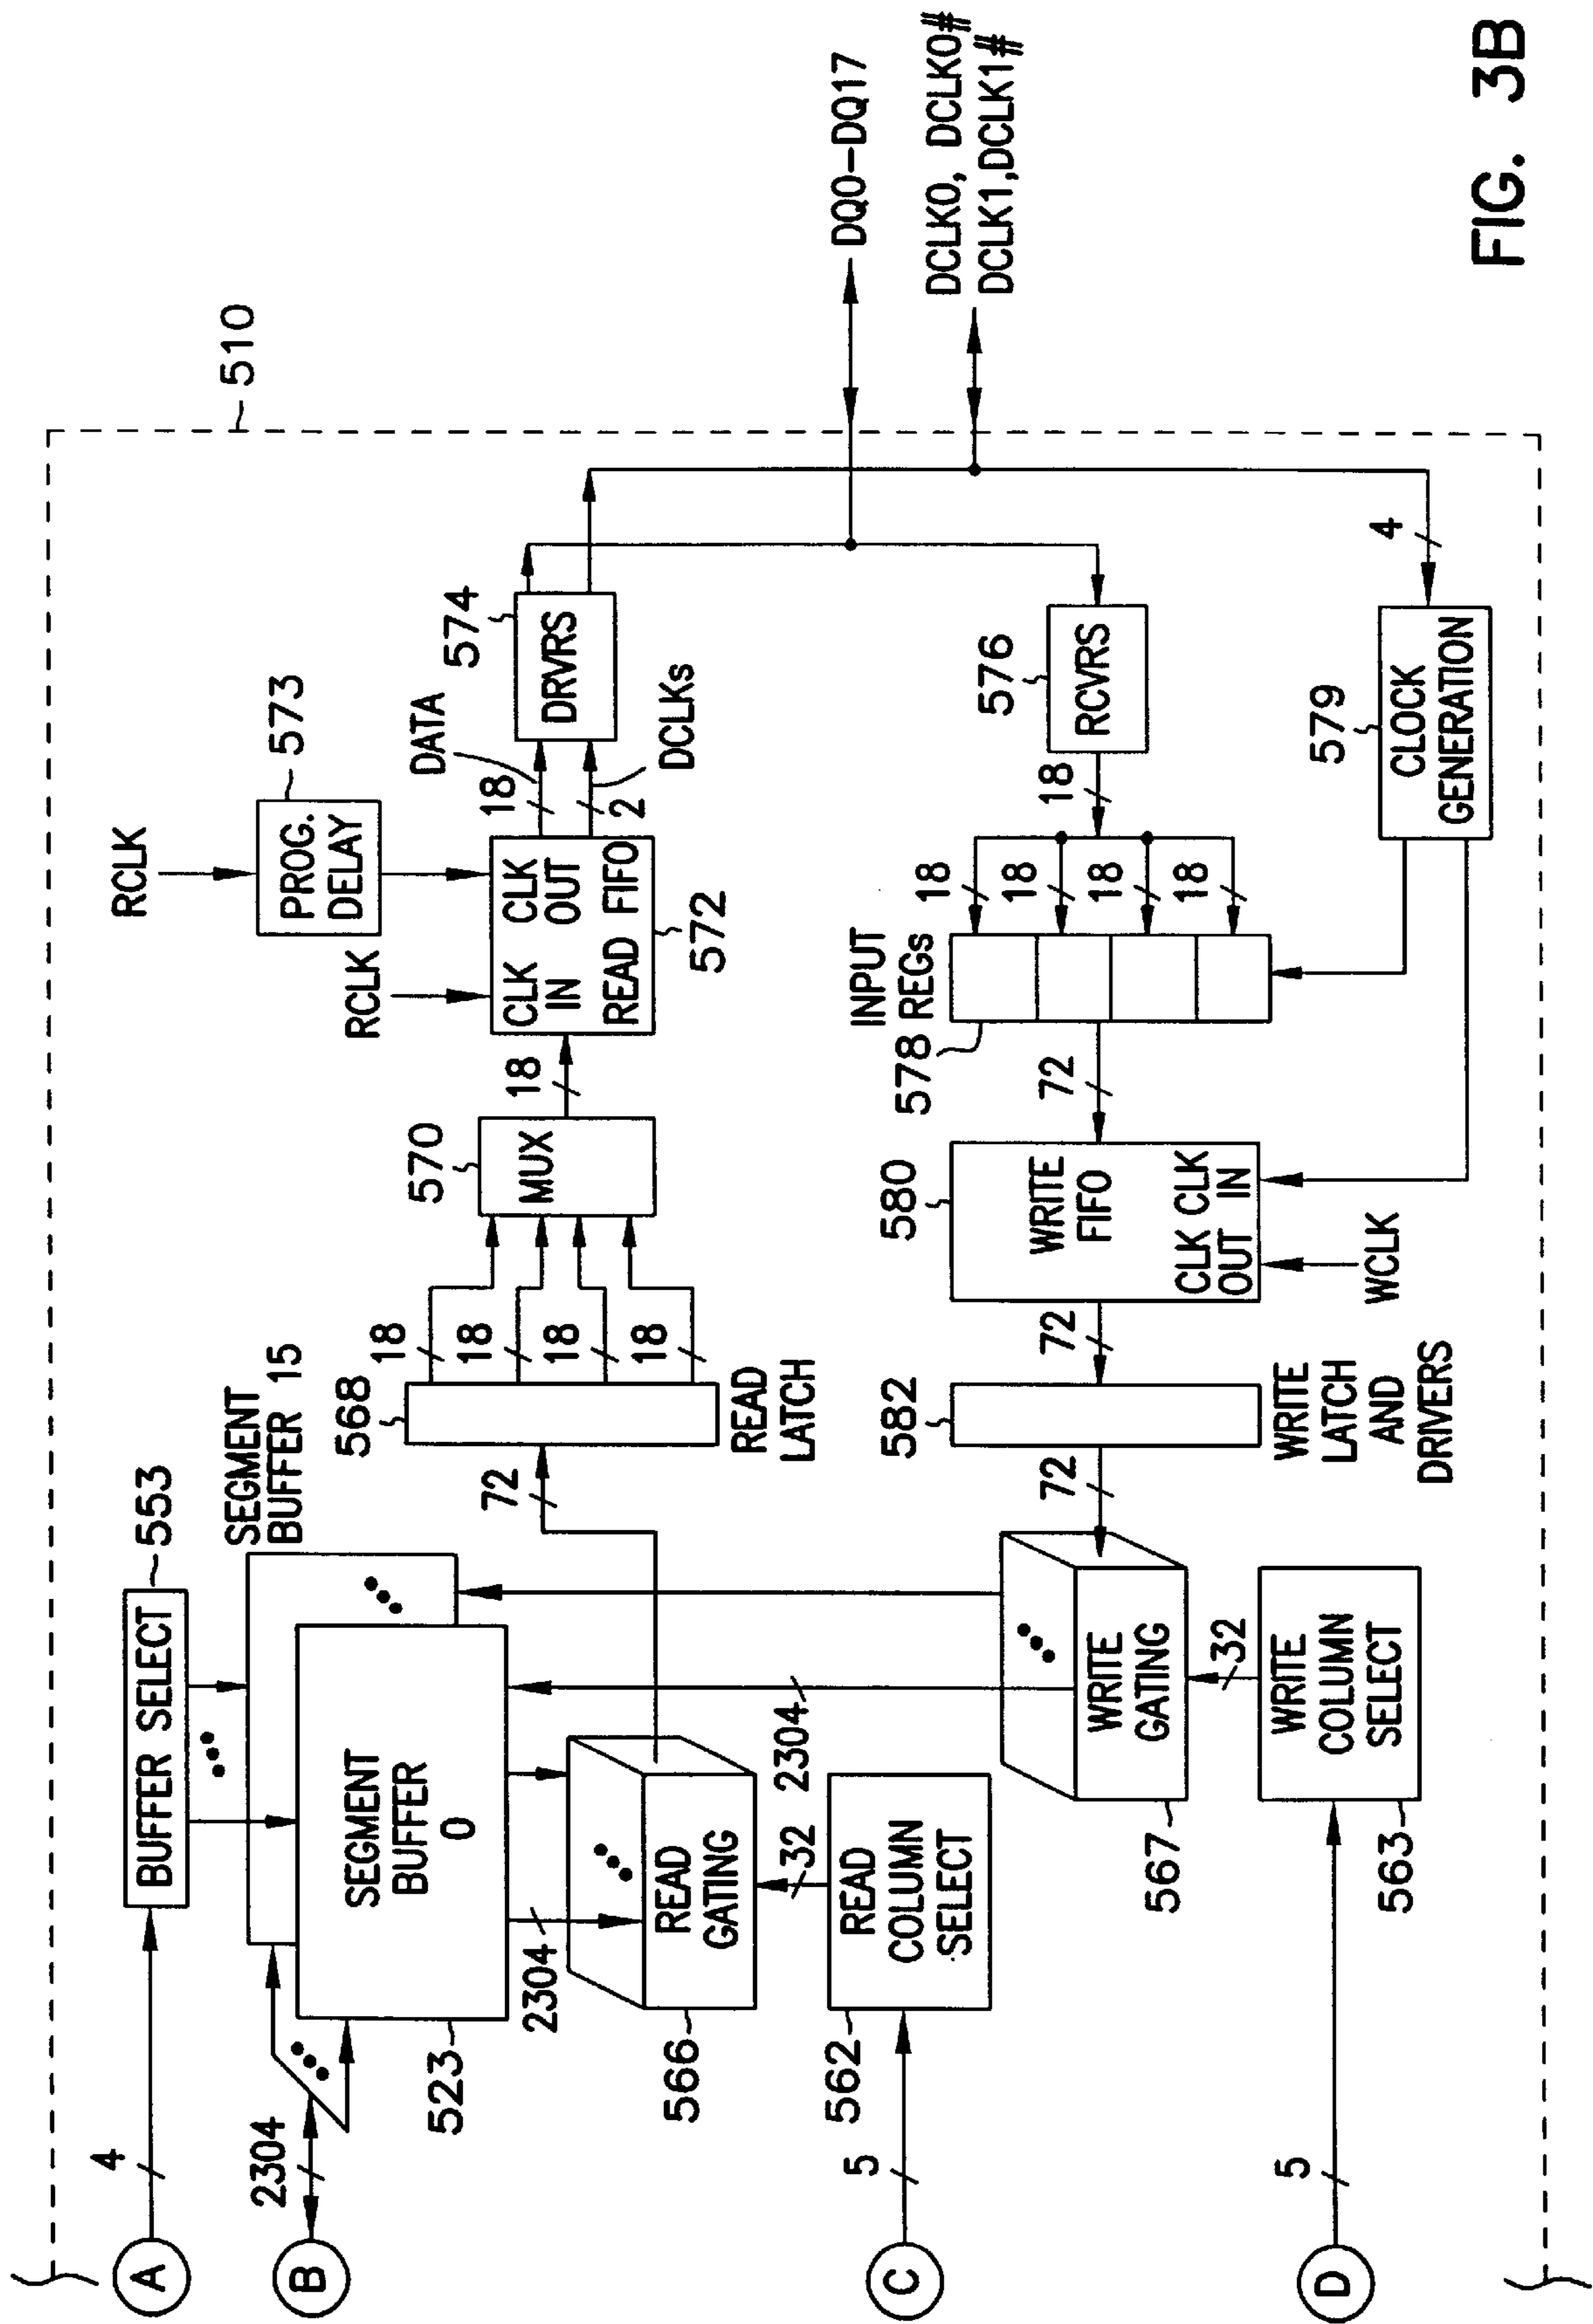 510
A
4
BUFFER SELECT
553
SEGMENT
BUFFER 15
B
2304
SEGMENT
BUFFER
0
523
2304
READ
GATING
566
32
READ
COLUMN
SELECT
562
C
5
72
568
READ
LATCH
18
18
18
18
570
MUX
18
RCLK
RCLK
PROG.
DELAY
573
CLK
IN
CLK
OUT
READ FIFO
572
DATA
18
2
DCLKs
574
DRVRS
DQ0-DQ17
DCLK0, DCLK0#
DCLK1,DCLK1#
576
RCVRS
18
18
18
18
18
INPUT
REGs
578
72
580
WRITE
FIFO
CLK
OUT
CLK
IN
WCLK
4
579
CLOCK
GENERATION
72
582
WRITE
LATCH
AND
DRIVERS
72
2304
WRITE
GATING
567
32
WRITE
COLUMN
SELECT
563
D
5
FIG. 3B